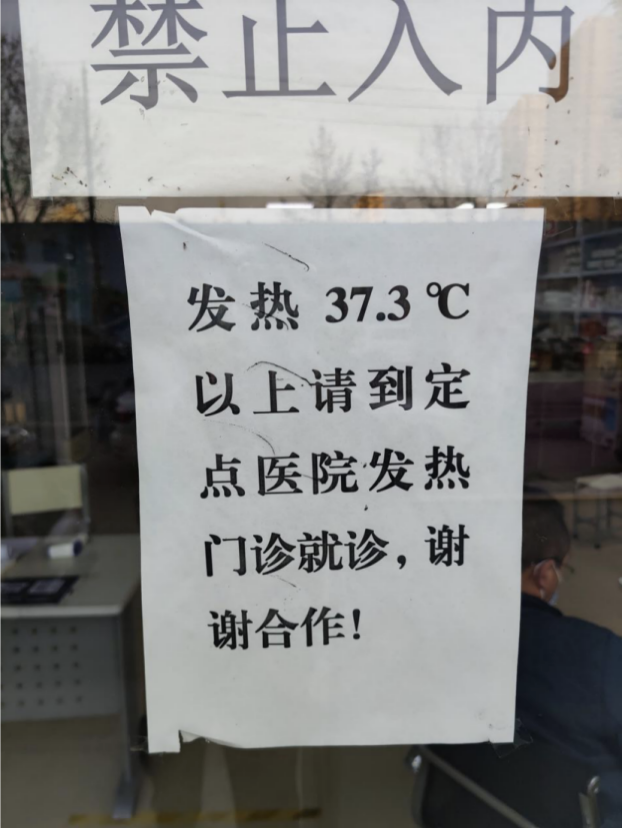 禁止入内
发热 37.3 ℃
以上请到定
点医院发热
门诊就诊，谢
谢合作！